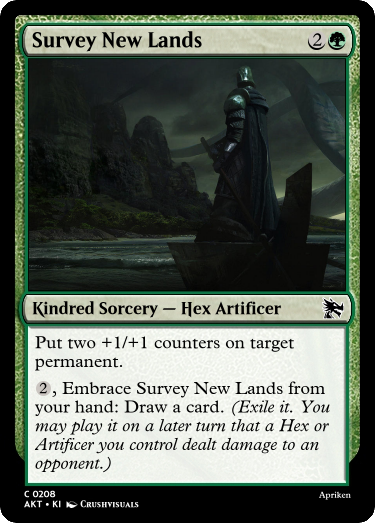 Survey New Lands 2
Kindred Sorcery — Hex Artificer
Put two +1/+1 counters on target
permanent.
2, Embrace Survey New Lands from
your hand: Draw a card. (Exile it. You
may play it on a later turn that a Hex or
Artificer you control dealt damage to an
opponent.)
C 0208
AKT • KI Crushvisuals
Apriken